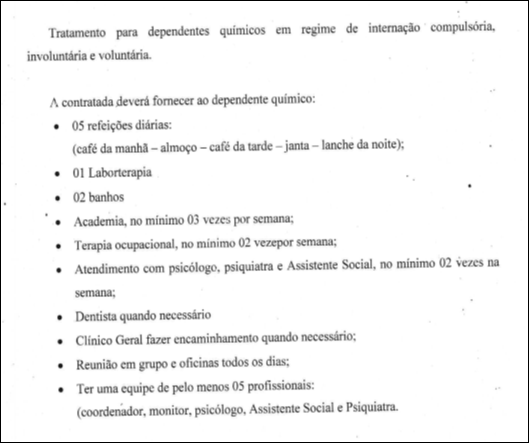 Tratamento para dependentes químicos em regime de internação compulsória,
involuntária e voluntária.
A contratada deverá fornecer ao dependente químico:
• 05 refeições diárias:
(café da manhã – almoço – café da tarde – janta – lanche da noite);
• 01 Laborterapia
• 02 banhos
• Academia, no mínimo 03 vezes por semana;
• Terapia ocupacional, no mínimo 02 vezepor semana;
• Atendimento com psicólogo, psiquiatra e Assistente Social, no mínimo 02 vezes na
semana;
• Dentista quando necessário
• Clínico Geral fazer encaminhamento quando necessário;
• Reunião em grupo e oficinas todos os dias;
• Ter uma equipe de pelo menos 05 profissionais:
(coordenador, monitor, psicólogo, Assistente Social e Psiquiatra.